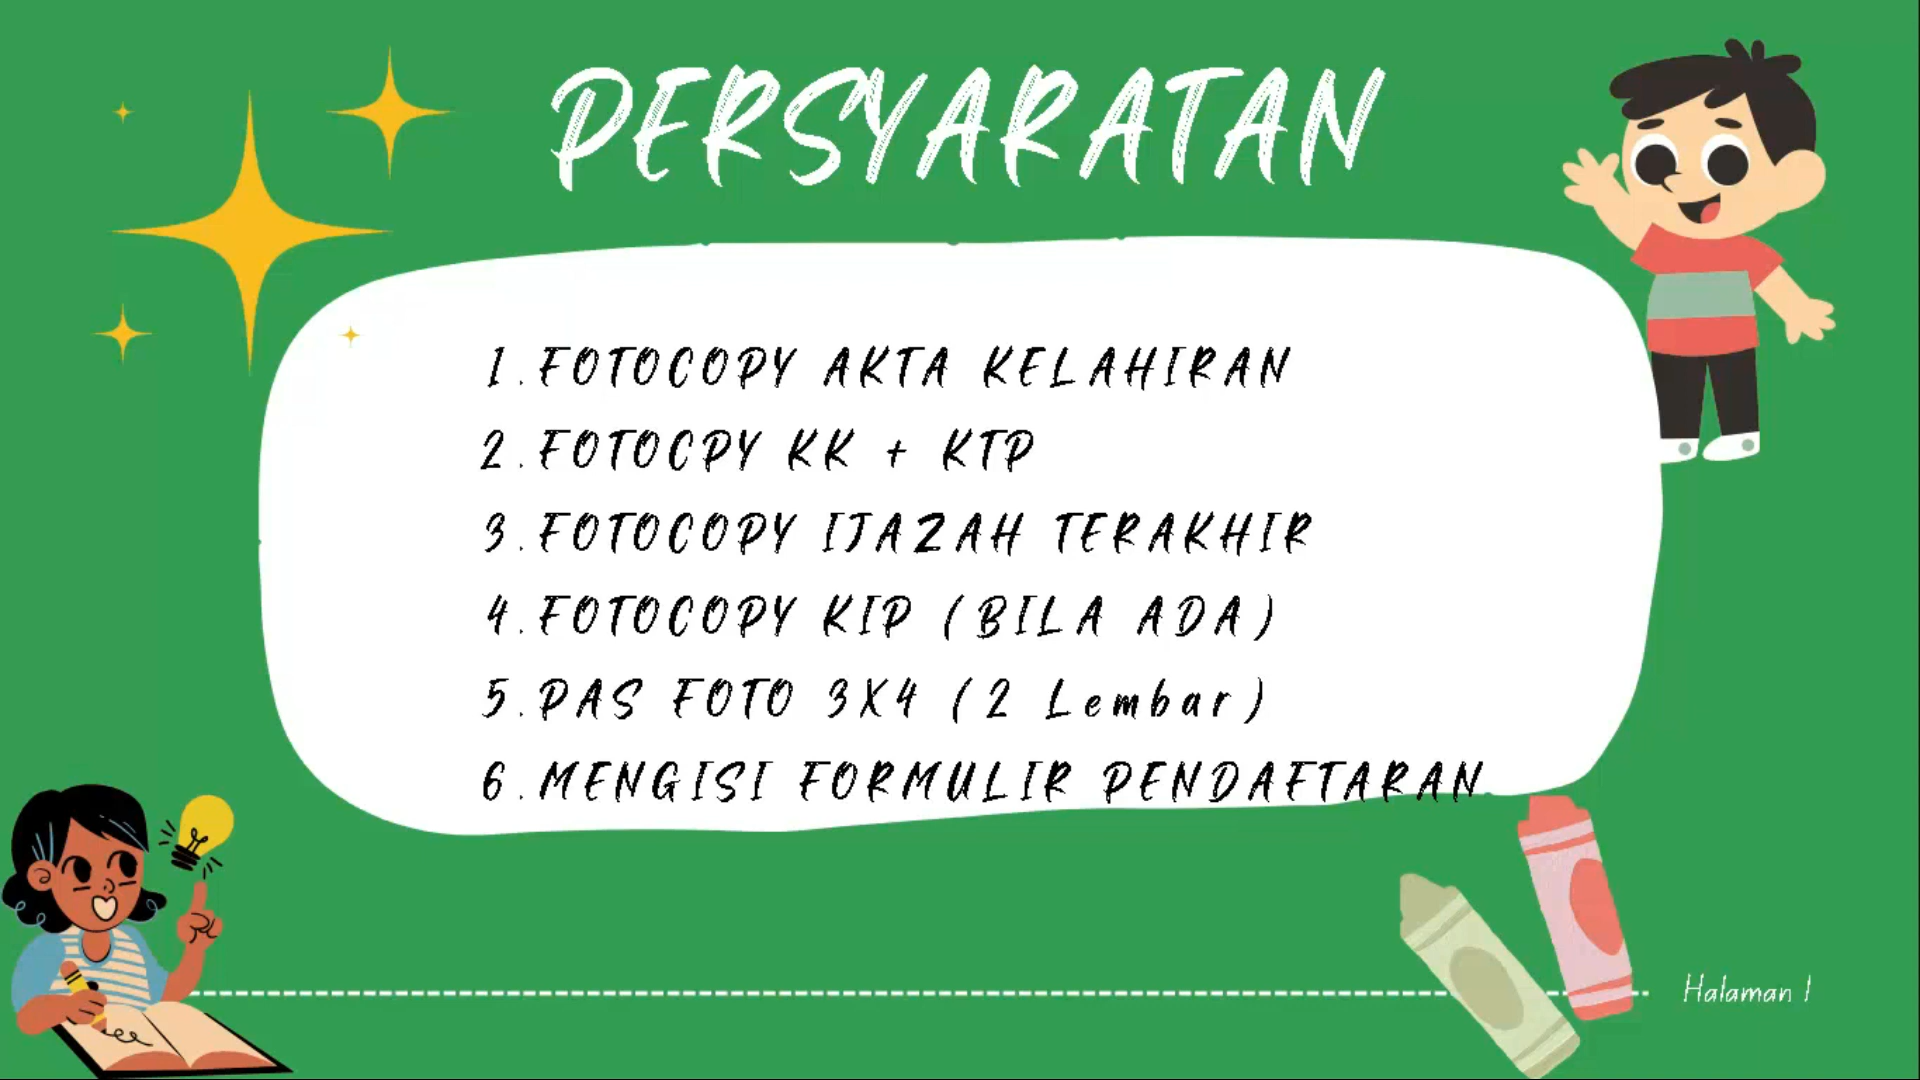 PERSYARATAN
1. FOTOCOPY AKTA KELAHIRAN
2. FOTOCPY KK + KTP
3. FOTOCOPY IJAZAH TERAKHIR
4. FOTOCOPY KIP (BILA ADA)
5. PAS FOTO 3X4 (2 Lembar)
6. MENGISI FORMULIR PENDAFTARAN
Halaman 1